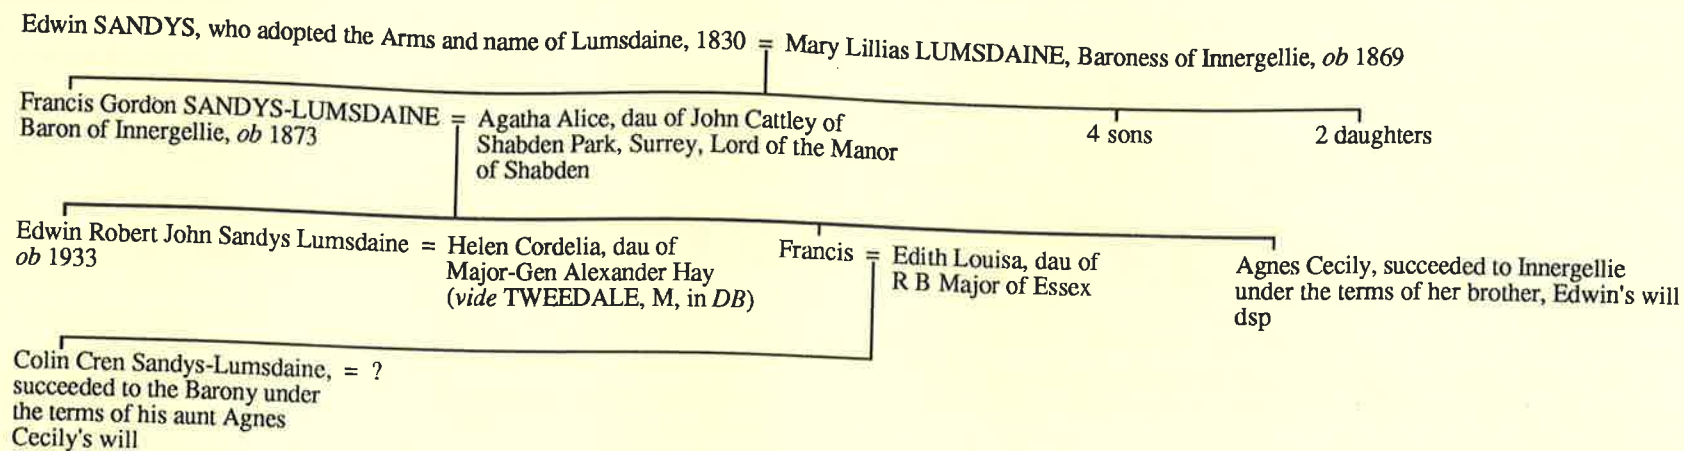 Edwin SANDYS, who adopted the Arms and name of Lumsdaine, 1830 = Mary Lillias LUMSDAINE, Baroness of Innergellie, ob 1869
Francis Gordon SANDYS-LUMSDAINE =
Baron of Innergellie, ob 1873
Agatha Alice, dau of John Cattley of
Shabden Park, Surrey, Lord of the Manor
of Shabden
4 sons
2 daughters
Edwin Robert John Sandys Lumsdaine =
ob 1933
Helen Cordelia, dau of
Major-Gen Alexander Hay
(vide TWEEDALE, M, in DB)
Francis =
Edith Louisa, dau of
R B Major of Essex
Agnes Cecily, succeeded to Innergellie
under the terms of her brother, Edwin's will
dsp
Colin Cren Sandys-Lumsdaine, = ?
succeeded to the Barony under
the terms of his aunt Agnes
Cecily's will